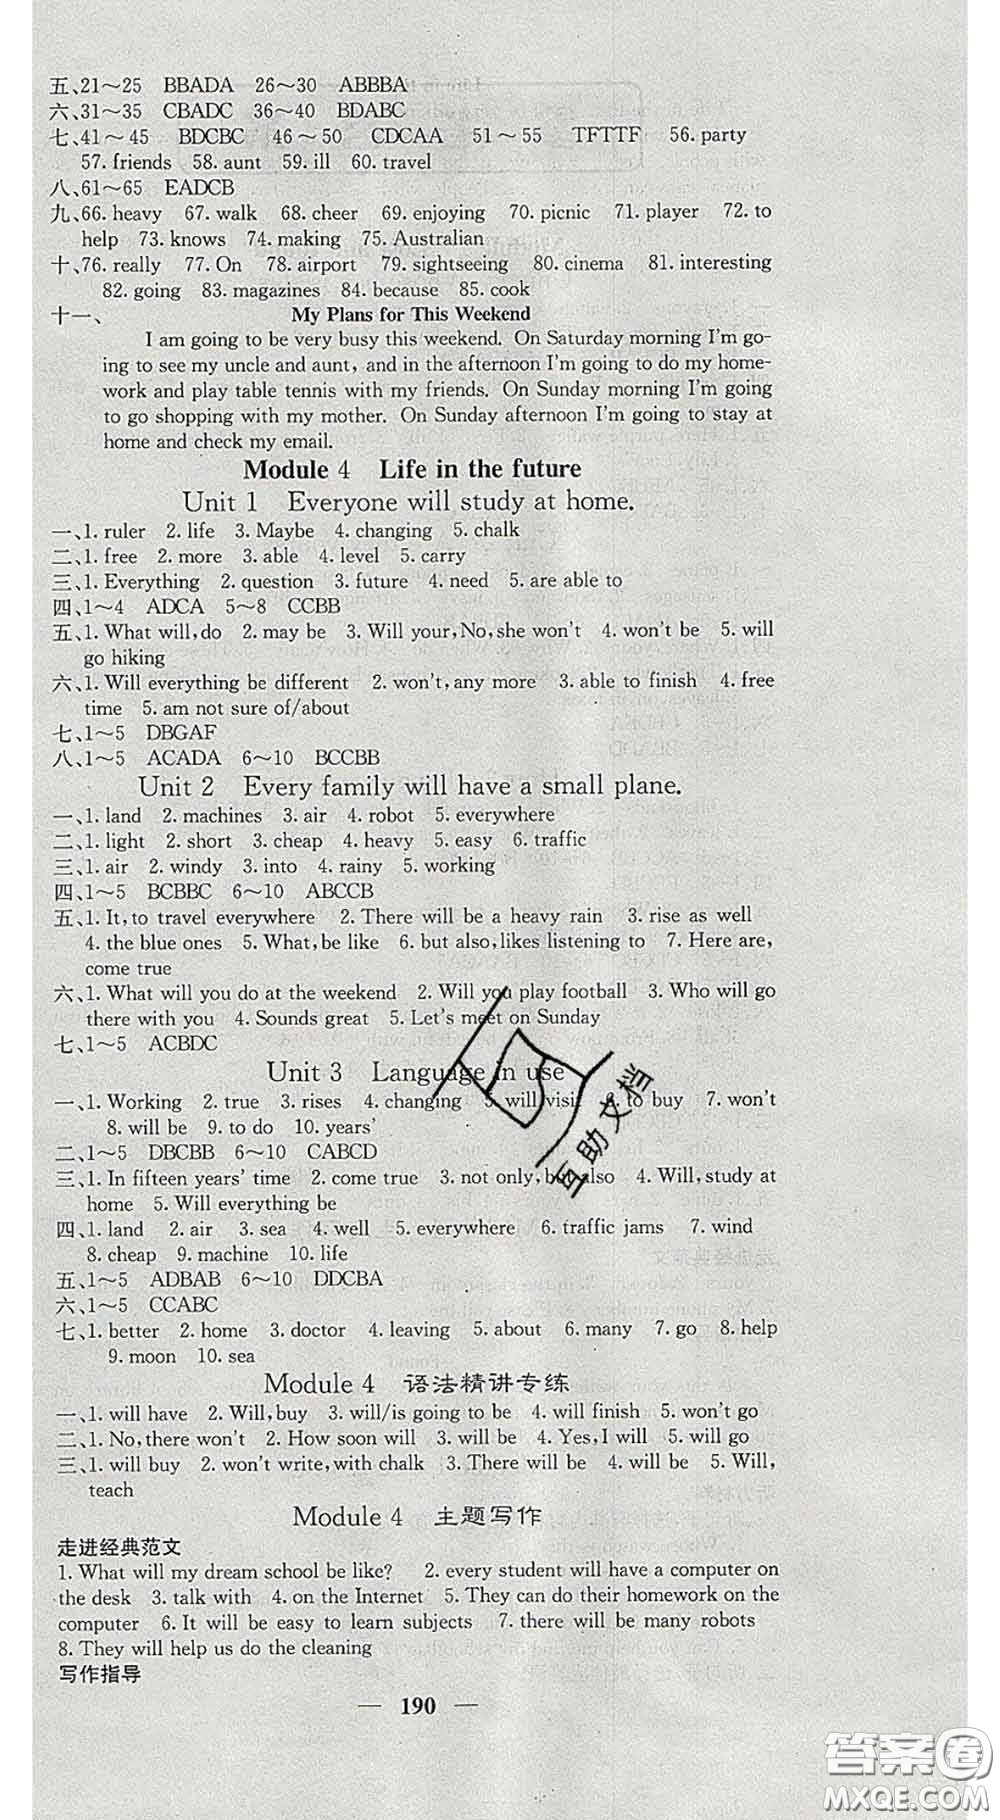 五、21～25 BBADA 26～30 ABBBA
六、31～35 CBADC 36～40 BDABC
七、41～45 BDCBC 46～50 CDCAA 51～55 TFTTF 56. party
57. friends 58. aunt 59. ill 60. travel
八、61～65 EADCB
九、66. heavy 67. walk 68. cheer 69. enjoying 70. picnic 71. player 72. to
help 73. knows 74. making 75. Australian
十、76. really 77. On 78. airport 79. sightseeing 80. cinema 81. interesting
82. going 83. magazines 84. because 85. cook
十一、 My Plans for This Weekend
I am going to be very busy this weekend. On Saturday morning I'm go-
ing to see my uncle and aunt, and in the afternoon I'm going to do my home-
work and play table tennis with my friends. On Sunday morning I'm going
to go shopping with my mother. On Sunday afternoon I'm going to stay at
home and check my email.
Module 4 Life in the future
Unit 1 Everyone will study at home.
一、1. ruler 2. life 3. Maybe 4. changing 5. chalk
二、1. free 2. more 3. able 4. level 5. carry
三、1. Everything 2. question 3. future 4. need 5. are able to
四、1～4 ADCA 5～8 CCBB
五、1. What will, do 2. may be 3. Will your, No, she won't 4. won't be 5. will
go hiking
六、1. Will everything be different 2. won't, any more 3. able to finish 4. free
time 5. am not sure of/about
七、1～5 DBGAF
八、1～5 ACADA 6～10 BCCBB
Unit 2 Every family will have a small plane.
一、1. land 2. machines 3. air 4. robot 5. everywhere
二、1. light 2. short 3. cheap 4. heavy 5. easy 6. traffic
三、1. air 2. windy 3. into 4. rainy 5. working
四、1～5 BCBBC 6～10 ABCCB
五、1. It, to travel everywhere 2. There will be a heavy rain 3. rise as well
4. the blue ones 5. What, be like 6. but also, likes listening to 7. Here are,
come true
六、1. What will you do at the weekend 2. Will you play football 3. Who will go
there with you 4. Sounds great 5. Let's meet on Sunday
七、1～5 ACBDC
Unit 3 Language in use
一、1. Working 2. true 3. rises 4. changing 5. will visit 6. to buy 7. won't
8. will be 9. to do 10. years'
二、1～5 DBCBB 6～10 CABCD
三、1. In fifteen years' time 2. come true 3. not only, but also 4. Will, study at
home 5. Will everything be
四、1. land 2. air 3. sea 4. well 5. everywhere 6. traffic jams 7. wind
8. cheap 9. machine 10. life
五、1～5 ADBAB 6～10 DDCBA
六、1～5 CCABC
七、1. better 2. home 3. doctor 4. leaving 5. about 6. many 7. go 8. help
9. moon 10. sea
Module 4 语法精讲专练
一、1. will have 2. Will, buy 3. will/is going to be 4. will finish 5. won't go
二、1. No, there won't 2. How soon will 3. will be 4. Yes, I will 5. will go
三、1. will buy 2. won't write, with chalk 3. There will be 4. will be 5. Will,
teach
Module 4 主题写作
走进经典范文
1. What will my dream school be like? 2. every student will have a computer on
the desk 3. talk with 4. on the Internet 5. They can do their homework on the
computer 6. It will be easy to learn subjects 7. there will be many robots
8. They will help us do the cleaning
写作指导
— 190 —
互助文档
答案圈
MXQE.COM